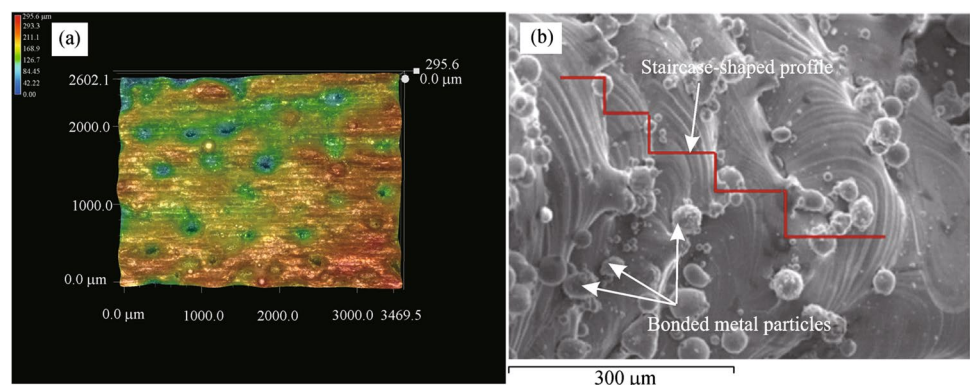 295.6 μm
293.3
211.1
168.9
126.7
84.45
42.22
0.00
(a)
295.6
0.0 μm
2602.1
2000.0
1000.0
0.0 μm
0.0 μm
1000.0
2000.0
3000.0
3469.5
(b)
Staircase-shaped profile
Bonded metal particles
300 μm